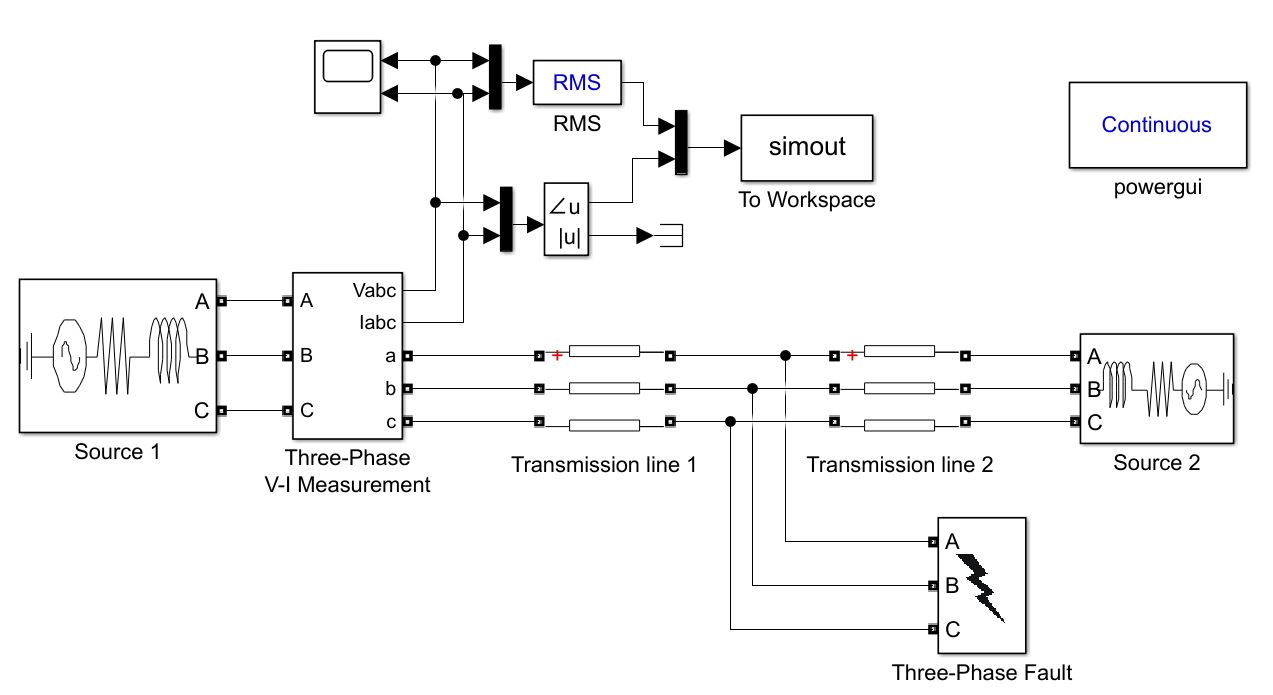 RMS
RMS
simout
To Workspace
Continuous
powergui
∠u
|u|
Vabc
Iabc
A
B
C
Source 1
A
B
C
a
b
c
Three-Phase
V-I Measurement
+
Transmission line 1
+
Transmission line 2
A
B
C
Source 2
A
B
C
Three-Phase Fault